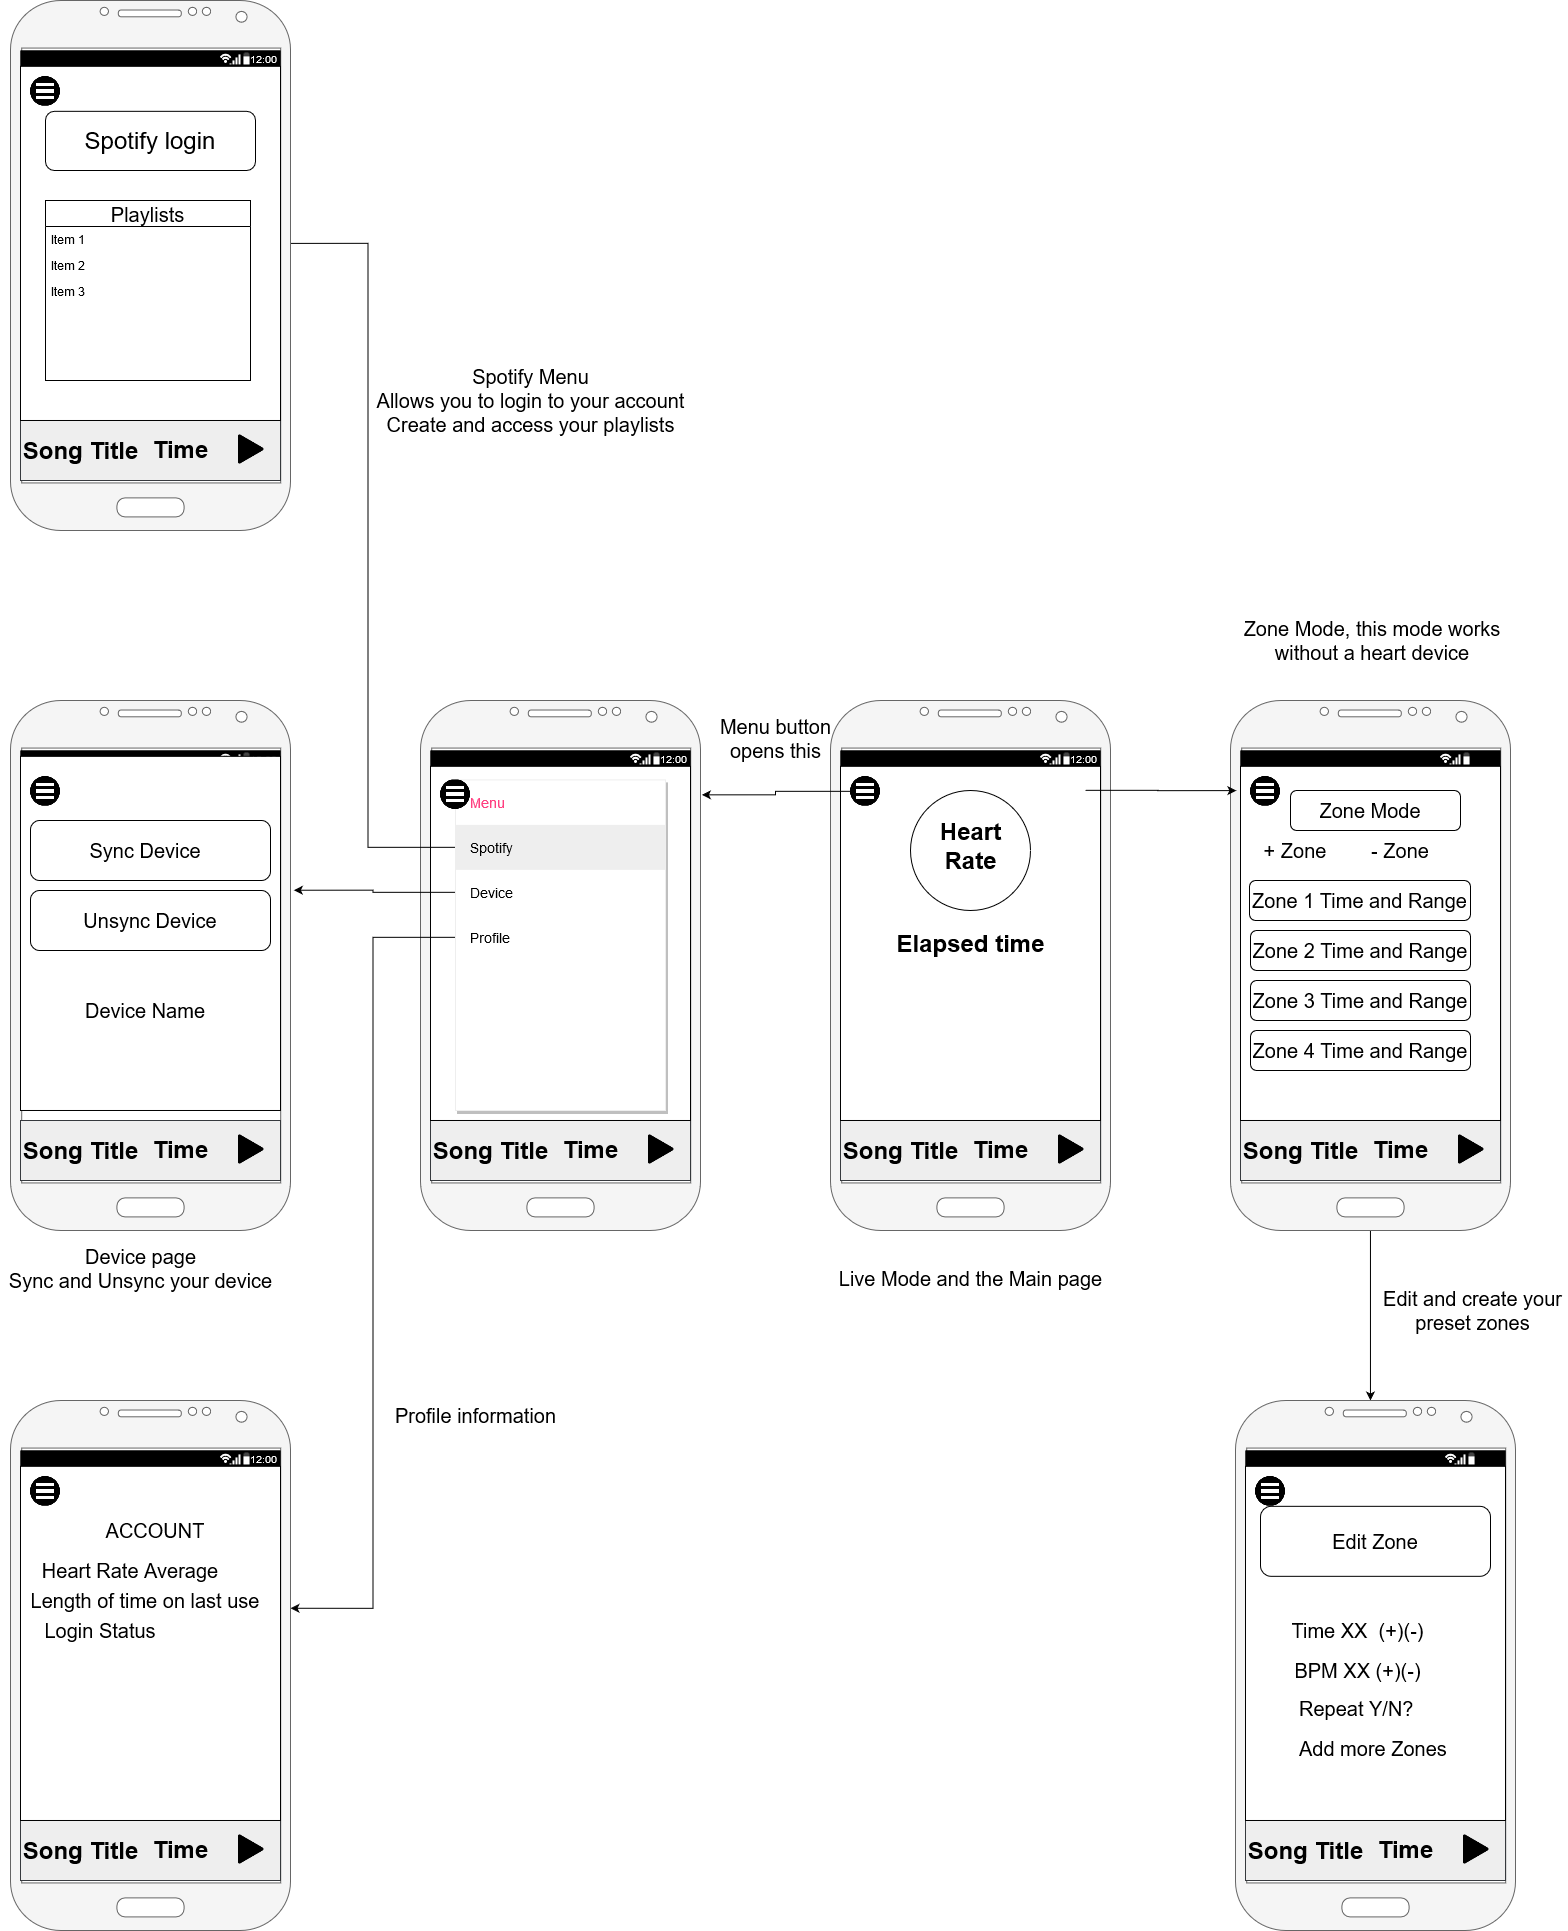 12:00
Spotify login
Playlists
Item 1
Item 2
Item 3
Song Title Time
Spotify Menu
Allows you to login to your account
Create and access your playlists
Zone Mode, this mode works
without a heart device
Sync Device
Unsync Device
Device Name
Song Title Time
Device page
Sync and Unsync your device
12:00
Menu
Spotify
Device
Profile
Song Title Time
Menu button
opens this
12:00
Heart
Rate
Elapsed time
Song Title Time
Live Mode and the Main page
Zone Mode
+ Zone - Zone
Zone 1 Time and Range
Zone 2 Time and Range
Zone 3 Time and Range
Zone 4 Time and Range
Song Title Time
Edit and create your
preset zones
Profile information
12:00
ACCOUNT
Heart Rate Average
Length of time on last use
Login Status
Song Title Time
Edit Zone
Time XX (+)(-)
BPM XX (+)(-)
Repeat Y/N?
Add more Zones
Song Title Time